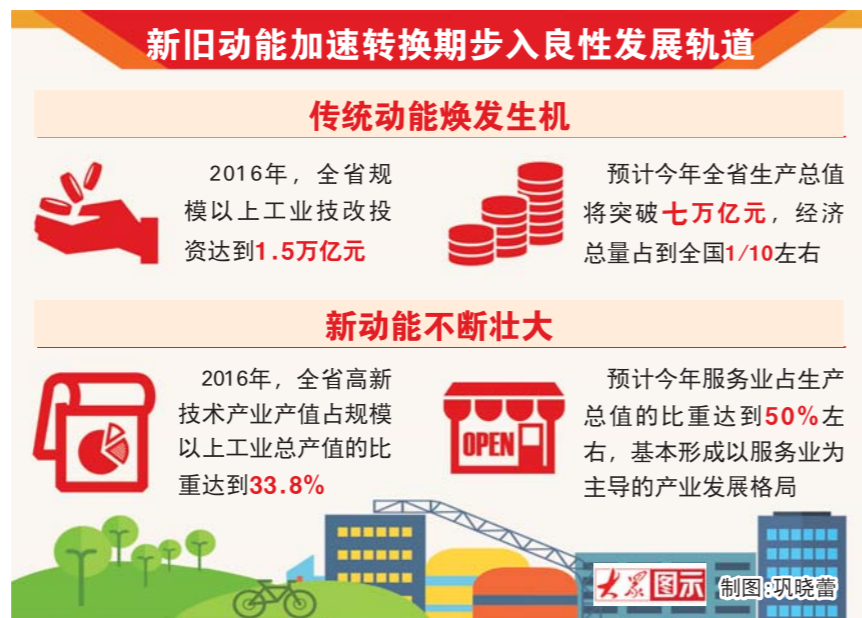 新旧动能加速转换期步入良性发展轨道
传统动能焕发生机
2016年，全省规
模以上工业技改投
资达到1.5万亿元
预计今年全省生产总值
将突破七万亿元，经济
总量占到全国1/10左右
新动能不断壮大
2016年，全省高新
技术产业产值占规模
以上工业总产值的比
重达到33.8%
预计今年服务业占生产
总值的比重达到50%左
右，基本形成以服务业为
主导的产业发展格局
OPEN
大众图示 制图:巩晓蕾